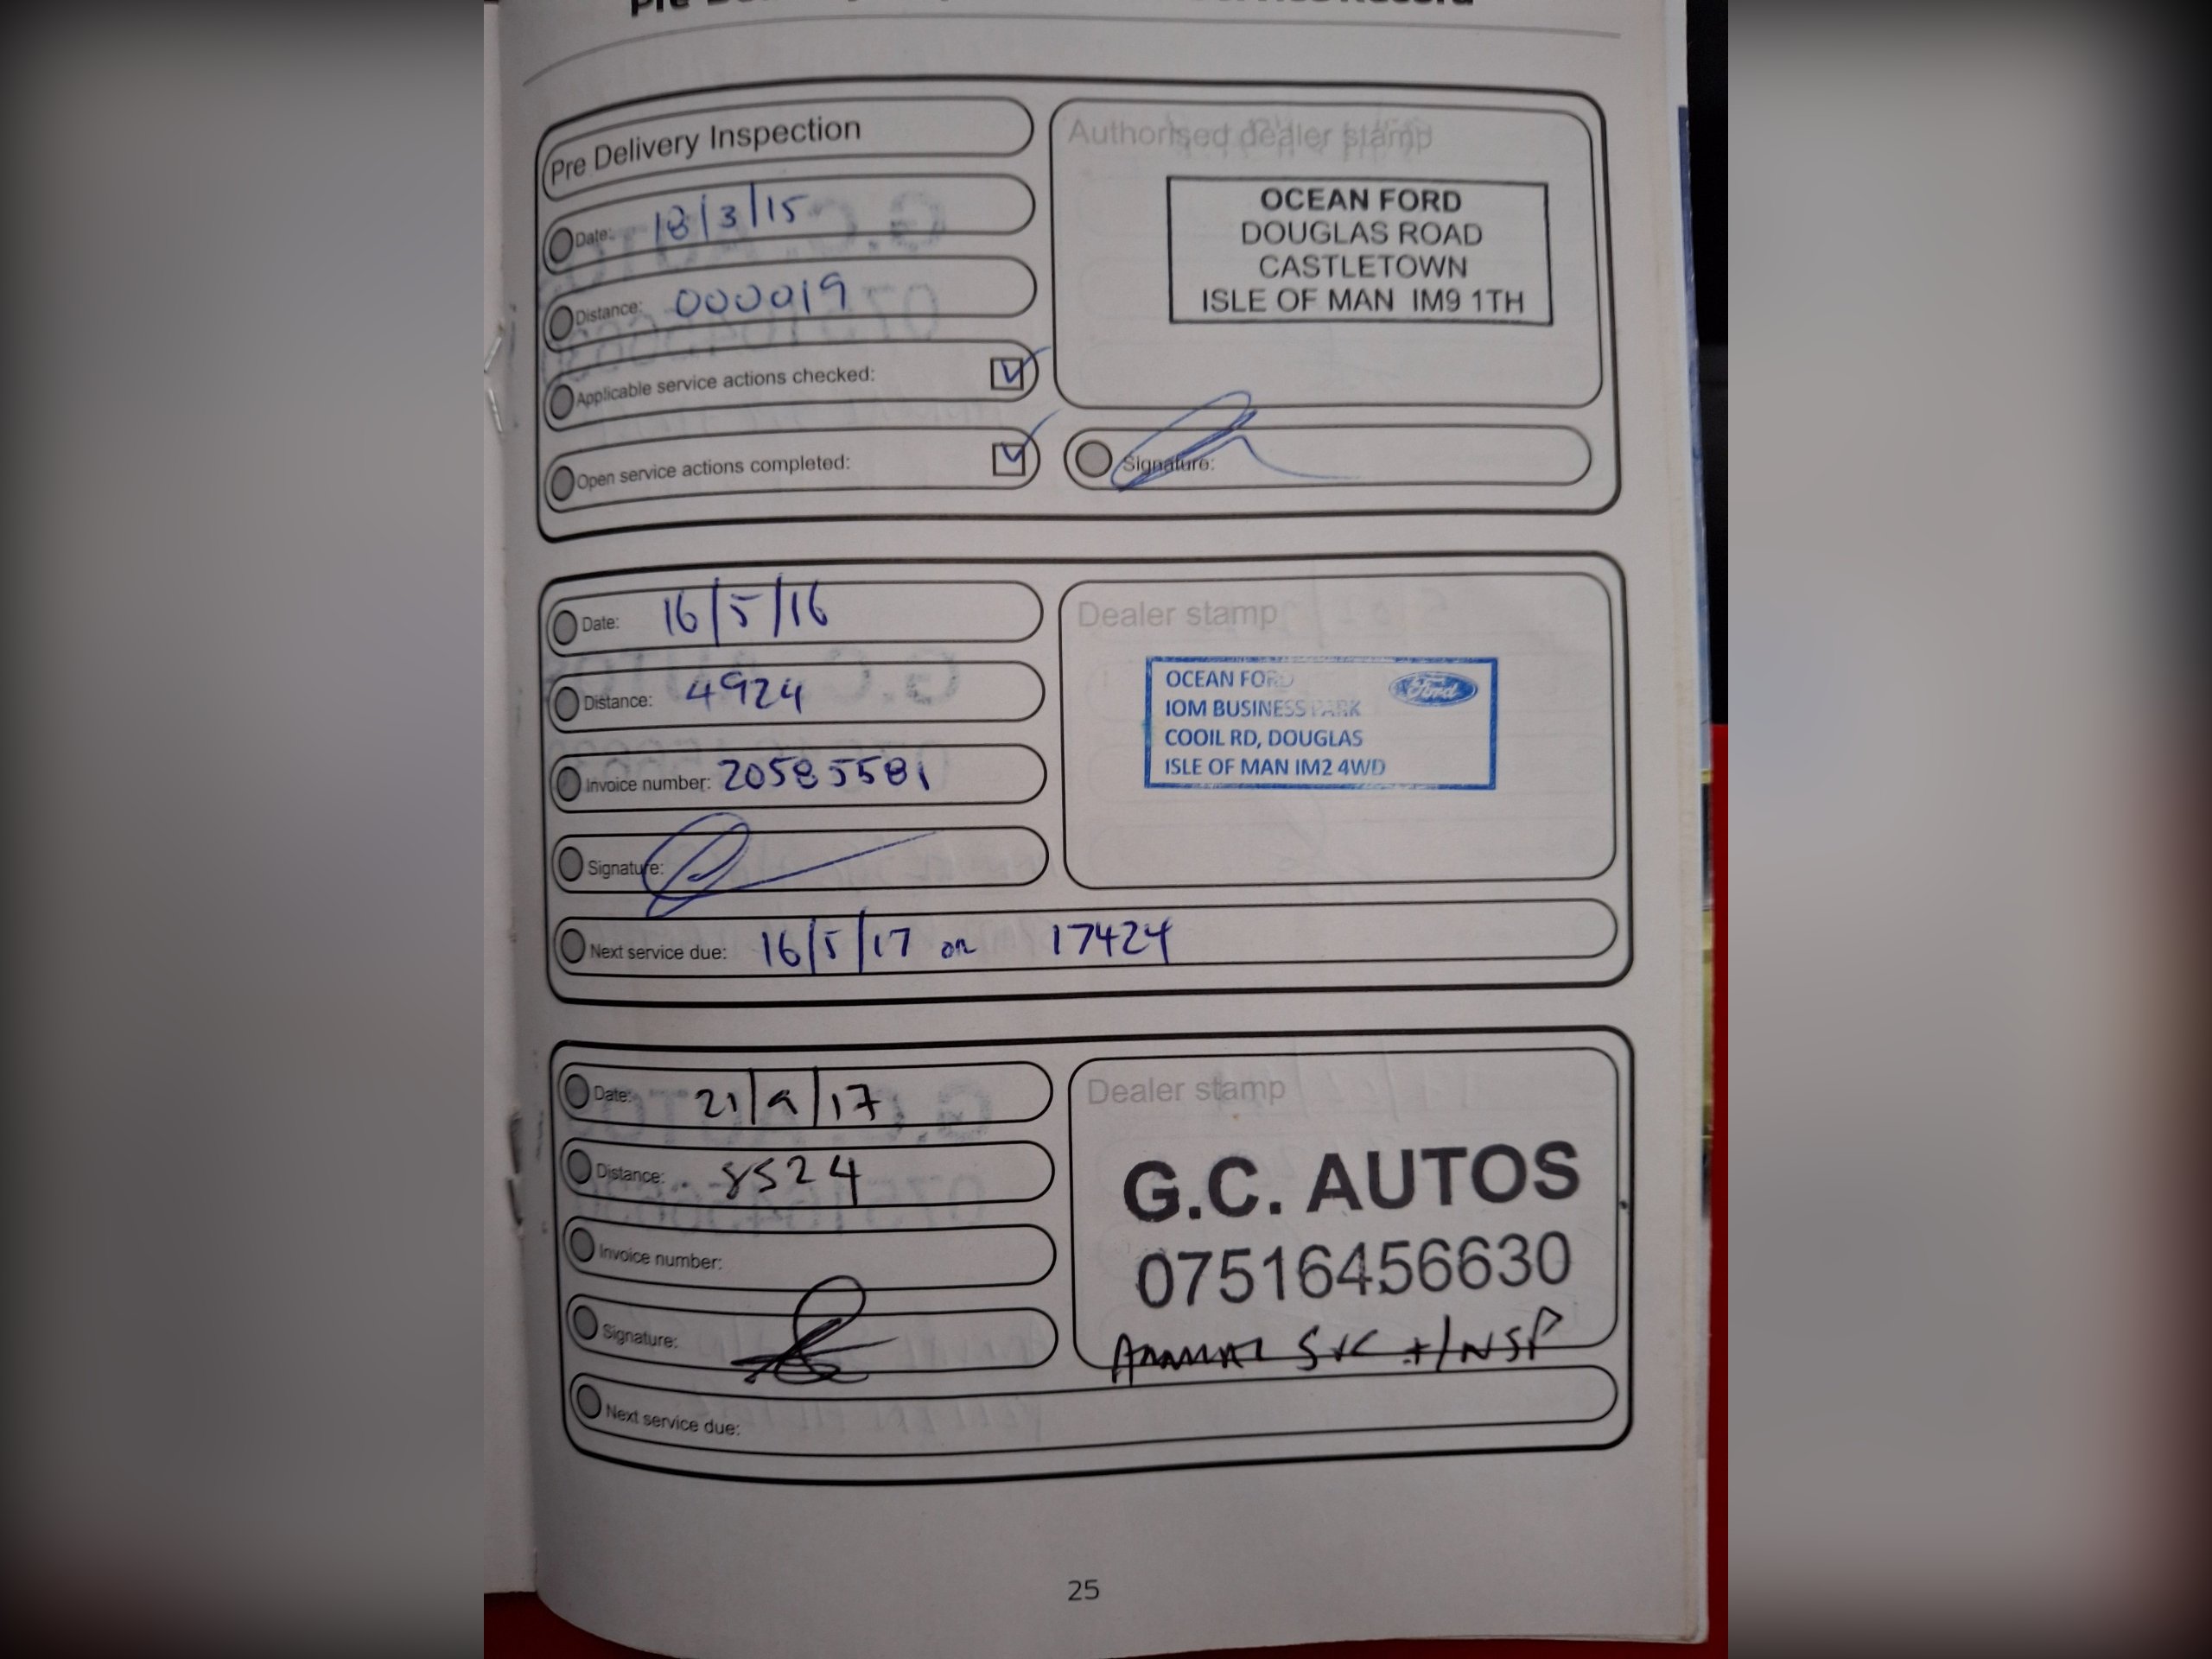 Pre Delivery Inspection
Date: 18/3/15
Distance: 000019
Applicable service actions checked:
Open service actions completed:
Authorised dealer stamp
OCEAN FORD
DOUGLAS ROAD
CASTLETOWN
ISLE OF MAN IM9 1TH
Signature:
Date: 16/5/16
Distance: 4924
Invoice number: 20585581
Signature:
Dealer stamp
OCEAN FORD
Ford
IOM BUSINESS PARK
COOIL RD, DOUGLAS
ISLE OF MAN IM2 4WD
Next service due: 16/5/17 or 17424
Date: 21/9/17
Distance: 8524
Invoice number:
Signature:
Dealer stamp
G.C. AUTOS
07516456630
ANNUAL SVC + INSP
Next service due:
25